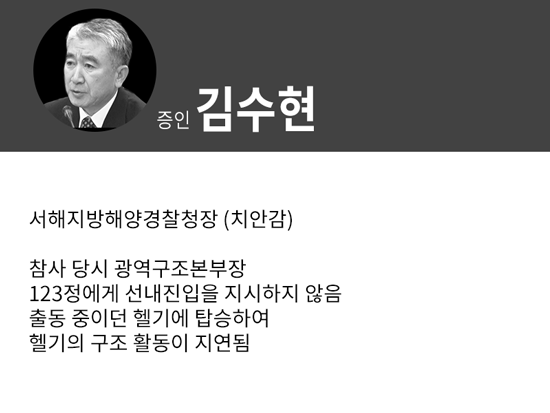 증인 김수현
서해지방해양경찰청장 (치안감)
참사 당시 광역구조본부장
123정에게 선내진입을 지시하지 않음
출동 중이던 헬기에 탑승하여
헬기의 구조 활동이 지연됨